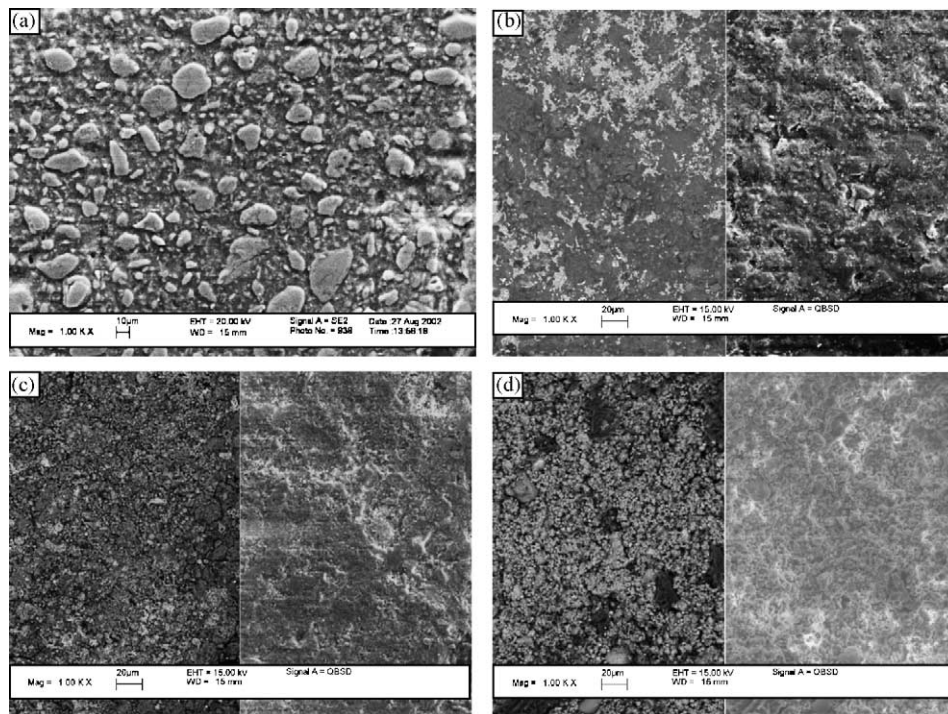 (a)
10µm
Mag = 1.00 K X
EHT = 20.00 kV
WD = 15 mm
Signal A = SE2
Photo No. = 936
Date :27 Aug 2002
Time :13:56:18
(b)
Mag = 1.00 K X
20µm
EHT = 15.00 kV
WD = 15 mm
Signal A = QBSD
(c)
Mag = 1.00 K X
20µm
EHT = 15.00 kV
WD = 15 mm
Signal A = QBSD
(d)
Mag = 1.00 K X
20µm
EHT = 15.00 kV
WD = 16 mm
Signal A = QBSD